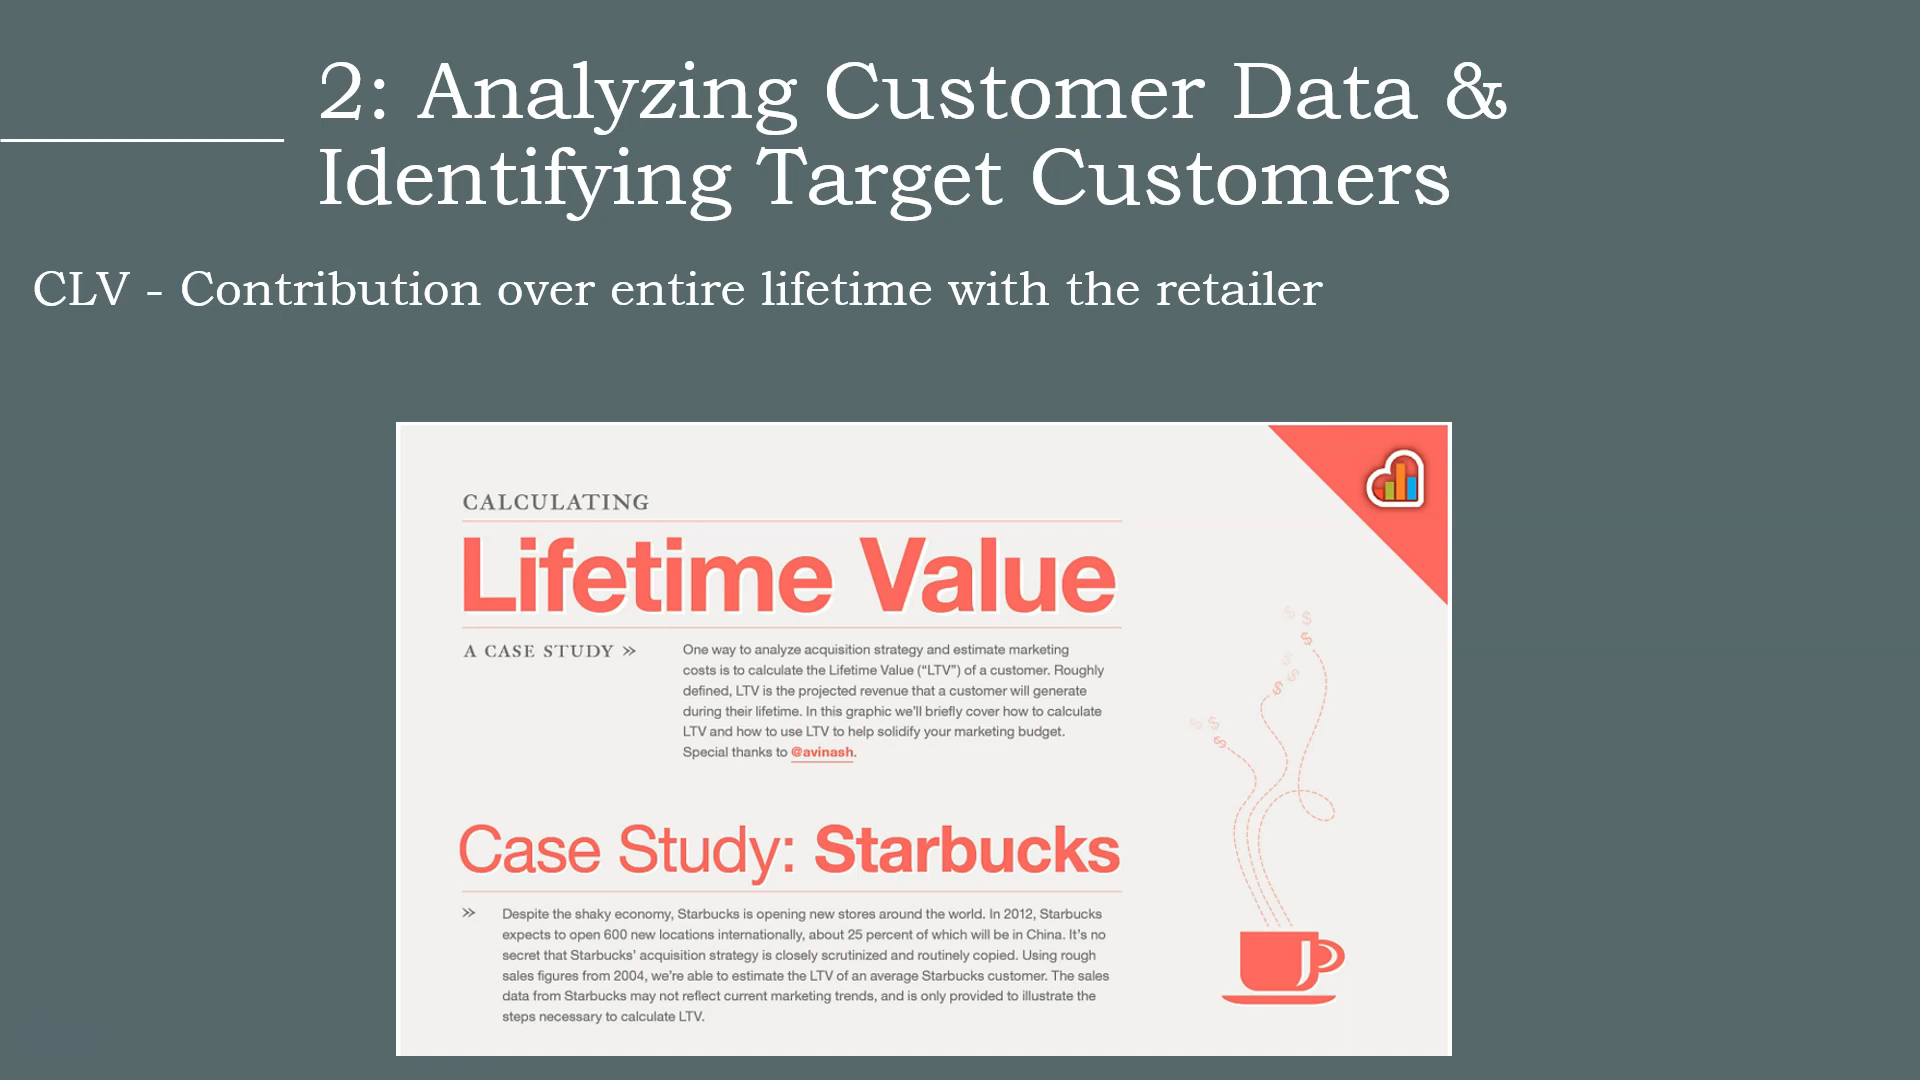 2: Analyzing Customer Data &
Identifying Target Customers
CLV - Contribution over entire lifetime with the retailer
CALCULATING
Lifetime Value
A CASE STUDY »
One way to analyze acquisition strategy and estimate marketing
costs is to calculate the Lifetime Value (“LTV”) of a customer. Roughly
defined, LTV is the projected revenue that a customer will generate
during their lifetime. In this graphic we’ll briefly cover how to calculate
LTV and how to use LTV to help solidify your marketing budget.
Special thanks to @avinash.
Case Study: Starbucks
» Despite the shaky economy, Starbucks is opening new stores around the world. In 2012, Starbucks
expects to open 600 new locations internationally, about 25 percent of which will be in China. It’s no
secret that Starbucks’ acquisition strategy is closely scrutinized and routinely copied. Using rough
sales figures from 2004, we’re able to estimate the LTV of an average Starbucks customer. The sales
data from Starbucks may not reflect current marketing trends, and is only provided to illustrate the
steps necessary to calculate LTV.
$ $
$
$
$
$
$ $
$